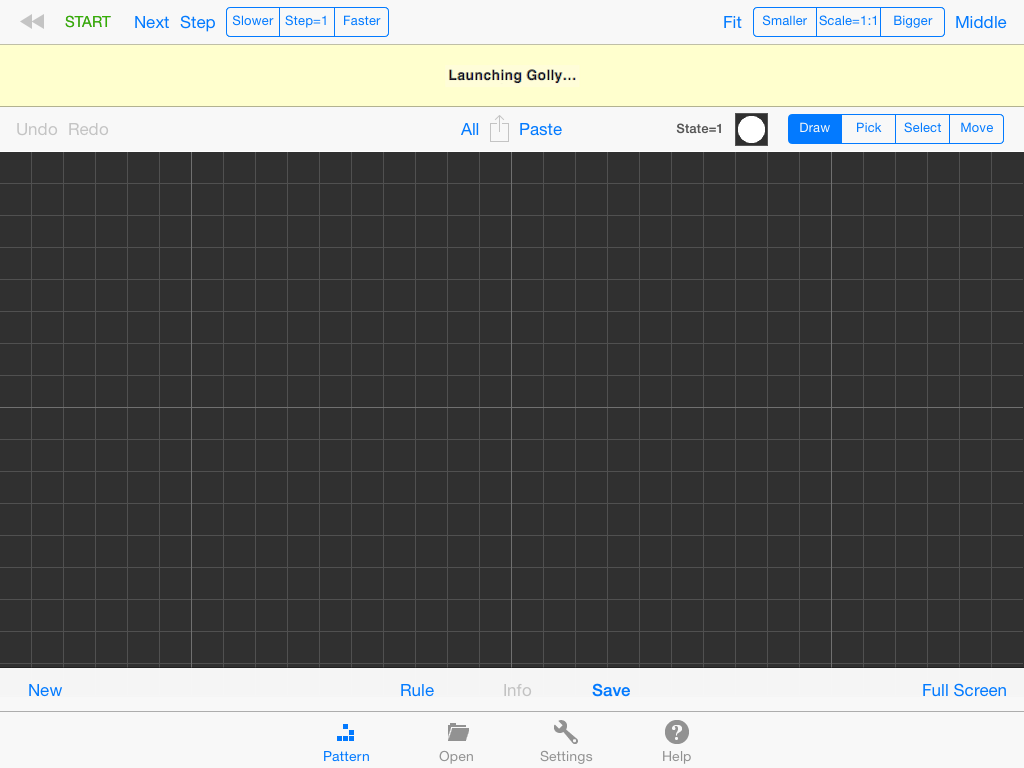 START Next Step Slower Step=1 Faster Fit Smaller Scale=1:1 Bigger Middle
Launching Golly...
Undo Redo All Paste State=1 Draw Pick Select Move
New Rule Info Save Full Screen
Pattern Open Settings Help